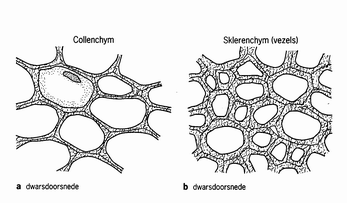 Collenchym
Sklerenchym (vezels)
a dwarsdoorsnede
b dwarsdoorsnede